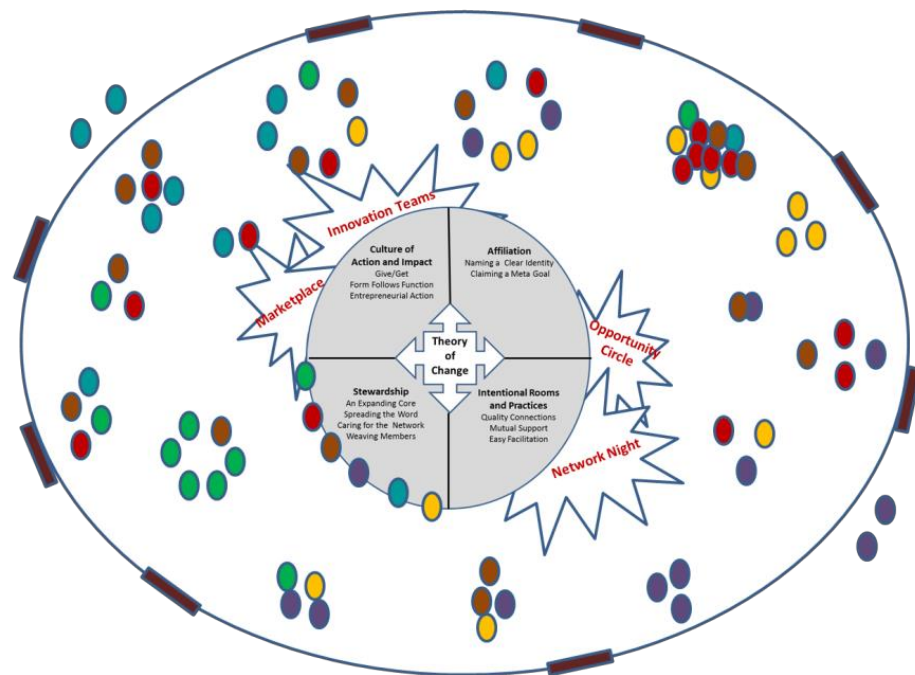 Innovation Teams
Marketplace
Culture of
Action and Impact
Give/Get
Form Follows Function
Entrepreneurial Action
Affiliation
Naming a Clear Identity
Claiming a Meta Goal
Opportunity
Circle
Theory
of
Change
Stewardship
An Expanding Core
Spreading the Word
Caring for the Network
Weaving Members
Intentional Rooms
and Practices
Quality Connections
Mutual Support
Easy Facilitation
Network Night